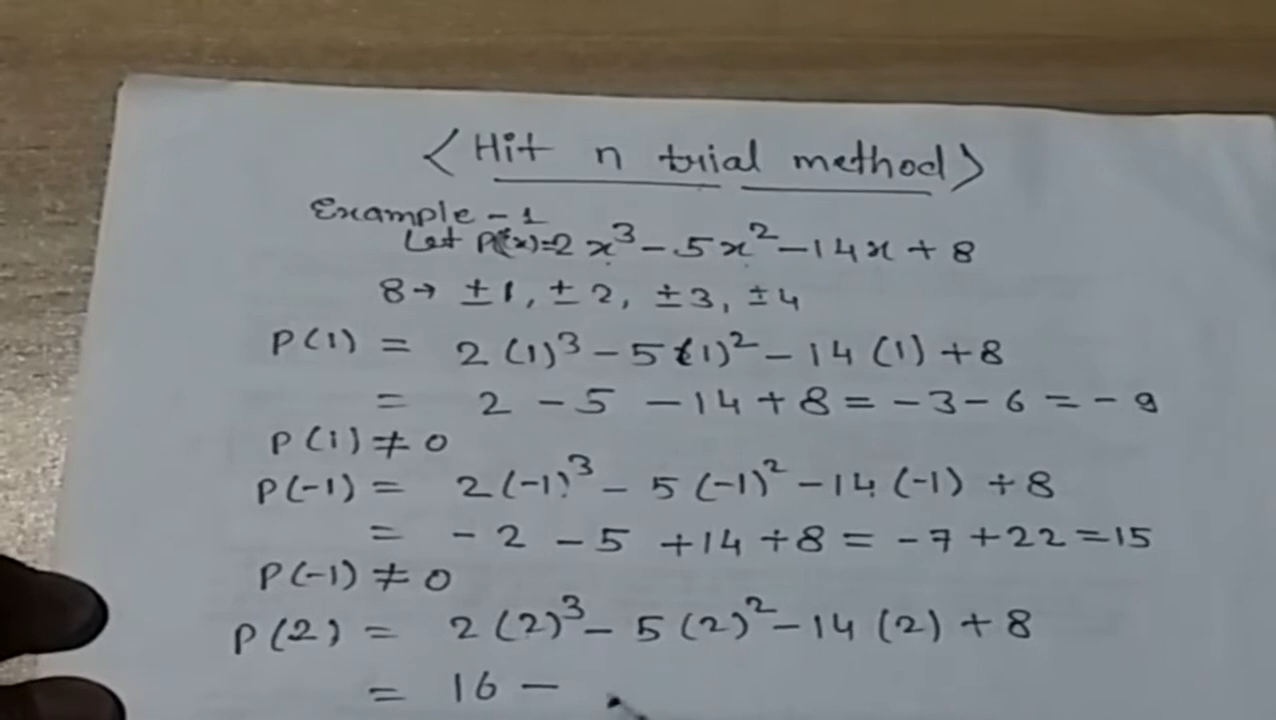 <Hit n trial method>
Example - 1
Let P(x)=2x³ - 5x² - 14x + 8
8→ ±1, ±2, ±3, ±4
P(1) = 2(1)³ - 5(1)² - 14(1) + 8
= 2 - 5 - 14 + 8 = -3 - 6 = -9
P(1) ≠ 0
P(-1) = 2(-1)³ - 5(-1)² - 14(-1) + 8
= -2 - 5 + 14 + 8 = -7 + 22 = 15
P(-1) ≠ 0
P(2) = 2(2)³ - 5(2)² - 14(2) + 8
= 16 -